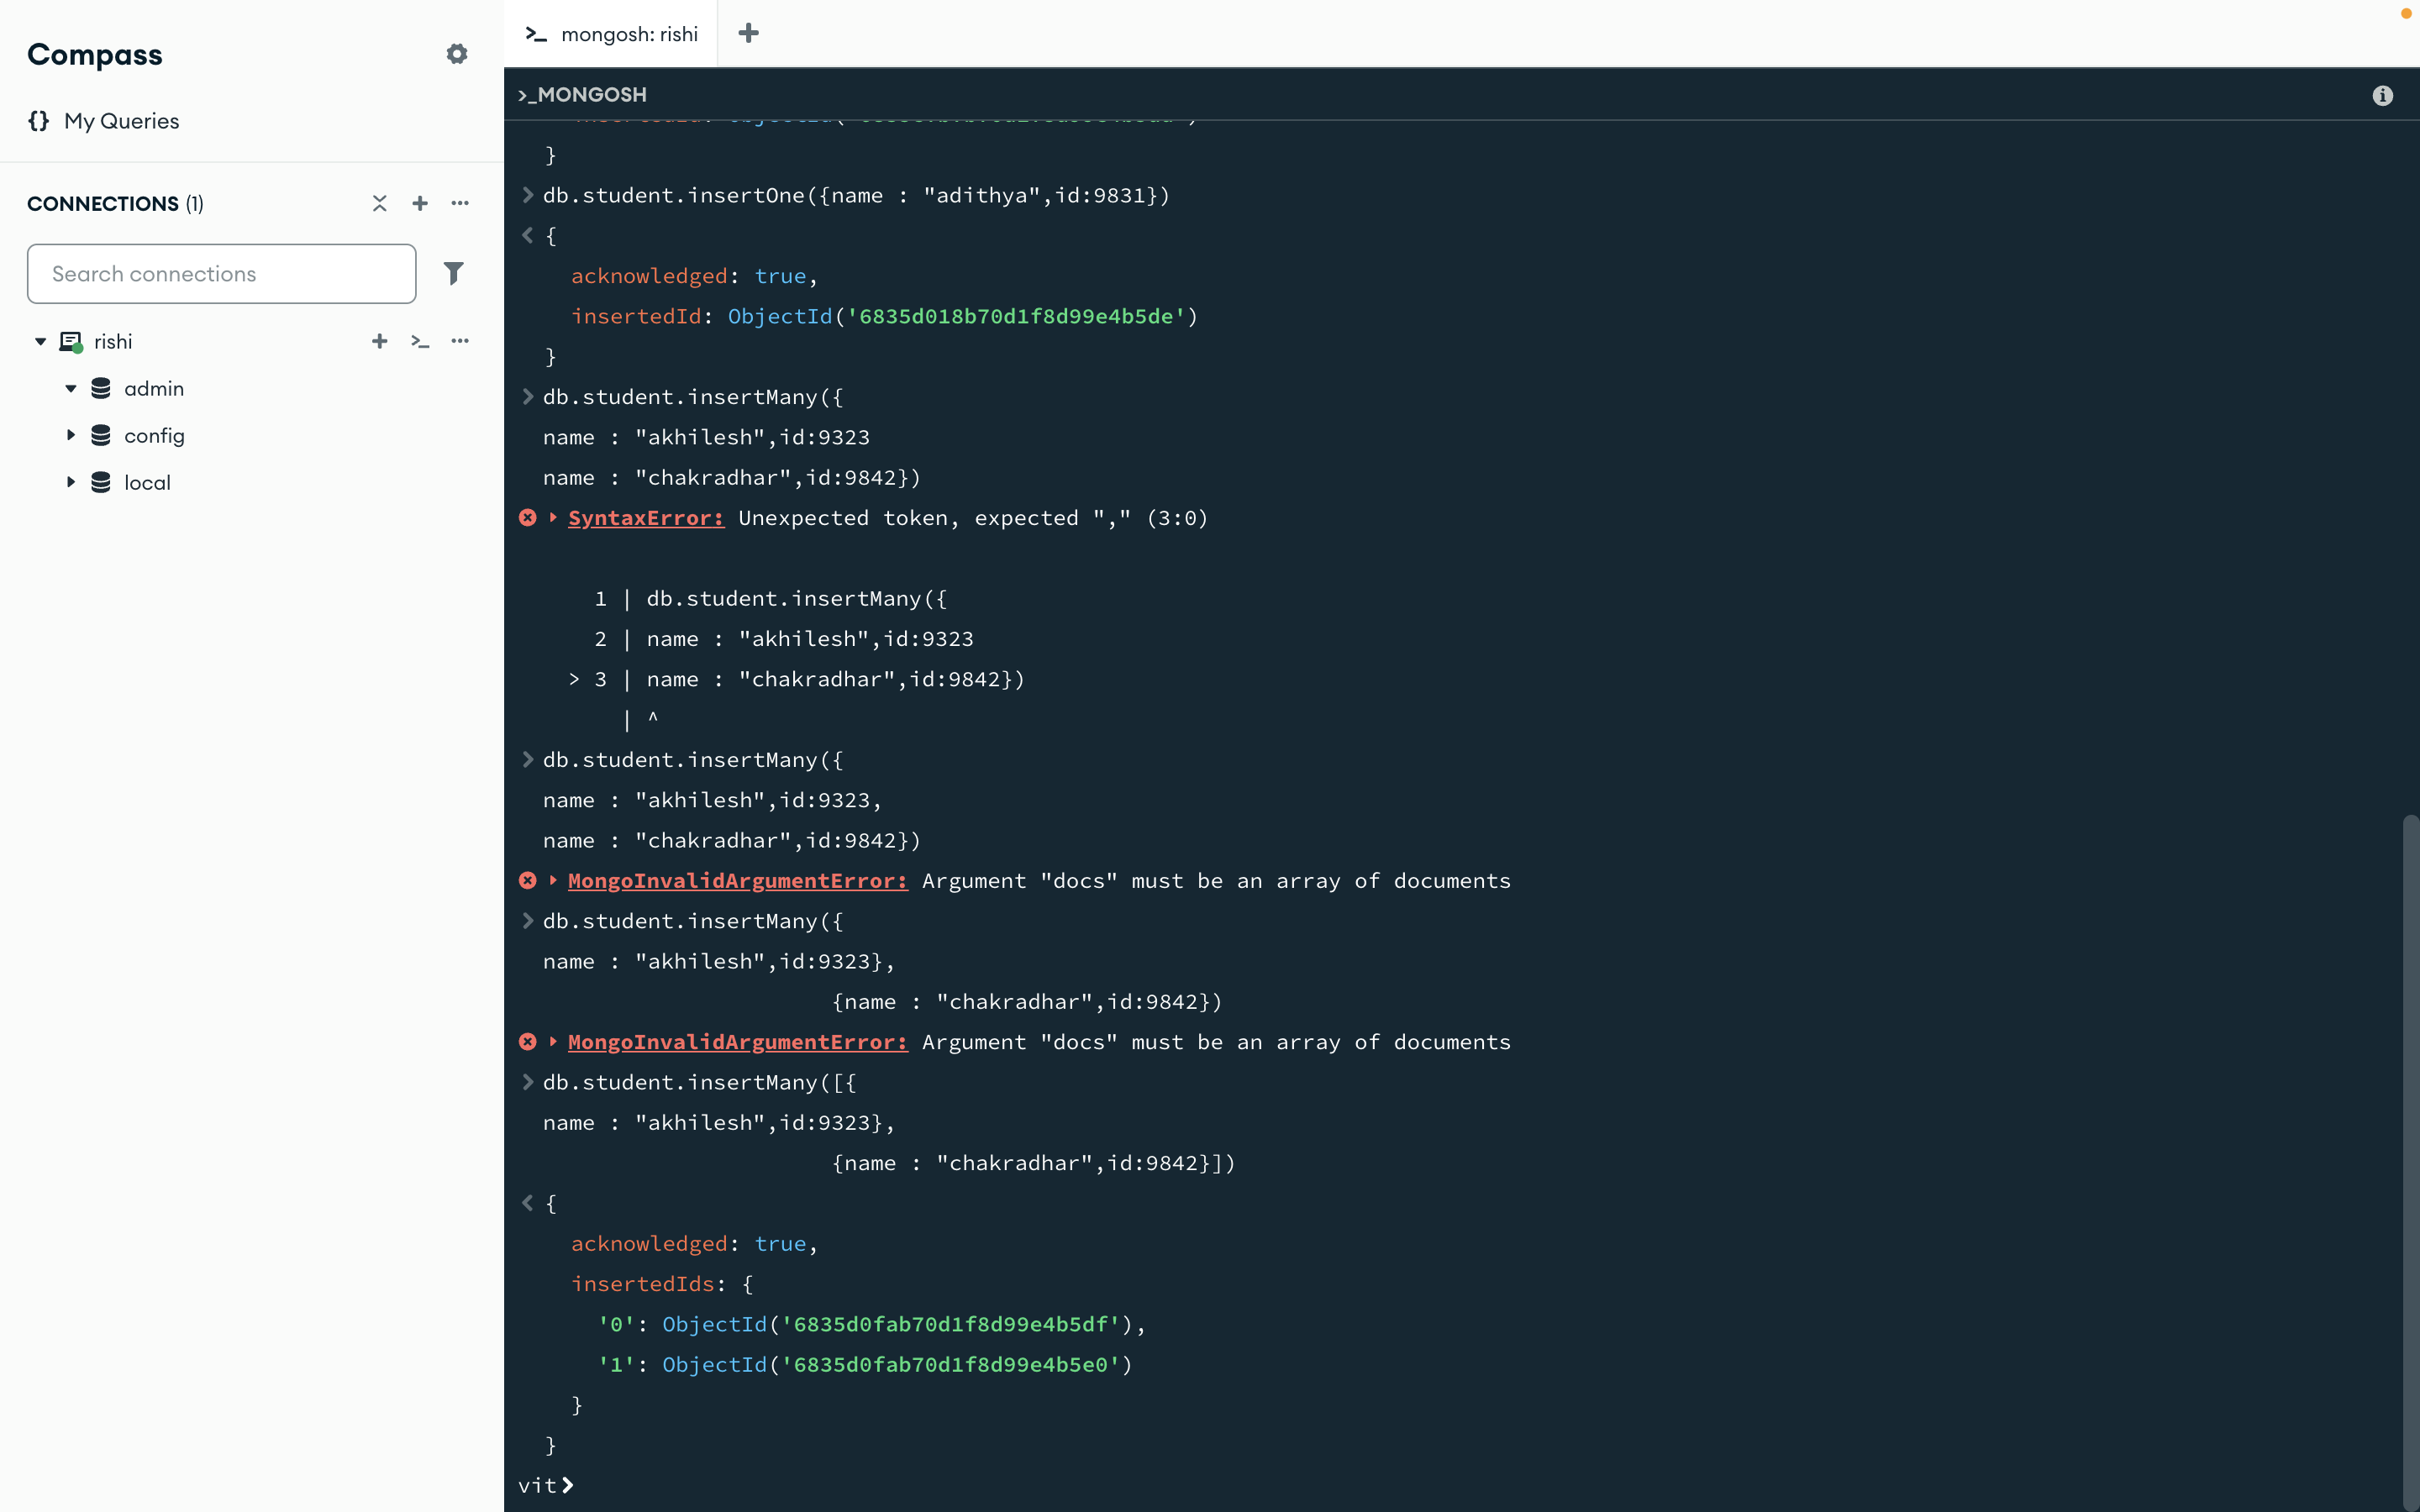 Compass
My Queries
CONNECTIONS (1)
Search connections
rishi
admin
config
local
>_ mongosh: rishi
>_MONGOSH
}
> db.student.insertOne({name : "adithya",id:9831})
< {
acknowledged: true,
insertedId: ObjectId('6835d018b70d1f8d99e4b5de')
}
> db.student.insertMany({
name : "akhilesh",id:9323
name : "chakradhar",id:9842})
SyntaxError: Unexpected token, expected "," (3:0)
1 | db.student.insertMany({
2 | name : "akhilesh",id:9323
> 3 | name : "chakradhar",id:9842})
| ^
> db.student.insertMany({
name : "akhilesh",id:9323,
name : "chakradhar",id:9842})
MongoInvalidArgumentError: Argument "docs" must be an array of documents
> db.student.insertMany({
name : "akhilesh",id:9323},
{name : "chakradhar",id:9842})
MongoInvalidArgumentError: Argument "docs" must be an array of documents
> db.student.insertMany([{
name : "akhilesh",id:9323},
{name : "chakradhar",id:9842}])
< {
acknowledged: true,
insertedIds: {
'0': ObjectId('6835d0fab70d1f8d99e4b5df'),
'1': ObjectId('6835d0fab70d1f8d99e4b5e0')
}
}
vit>